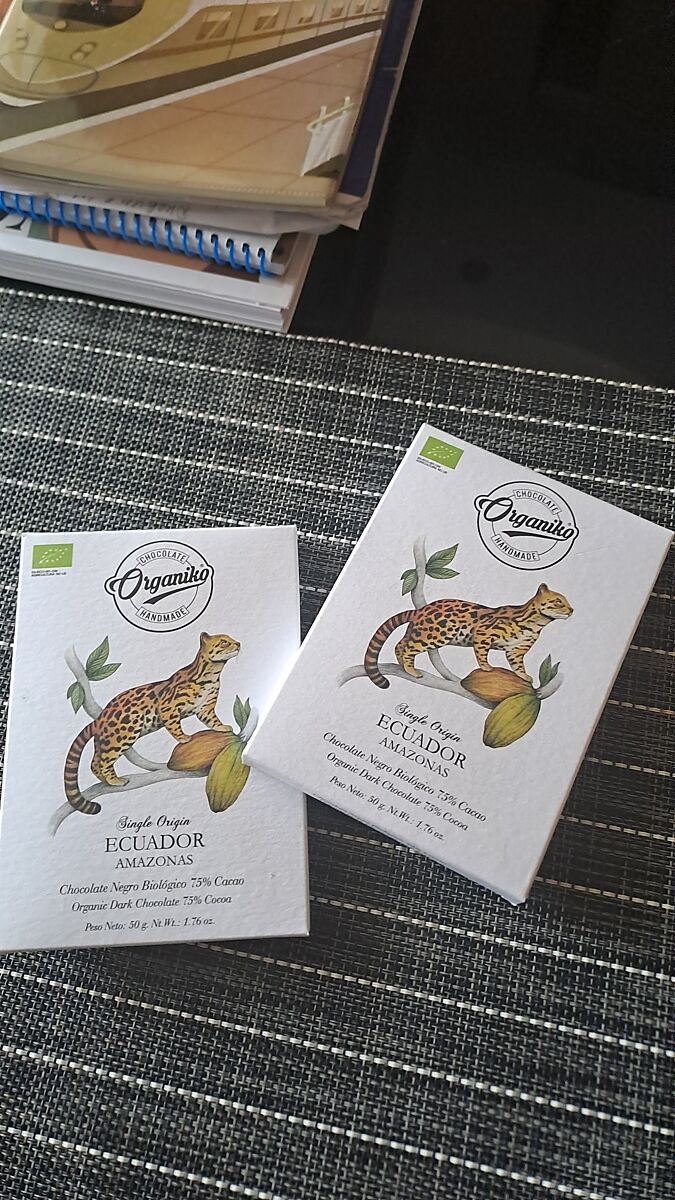 CHOCOLATE
Organiko
HANDMADE
Single Origin
ECUADOR
AMAZONAS
Chocolate Negro Biológico 75% Cacao
Organic Dark Chocolate 75% Cocoa
Peso Neto: 50 g. Nt.Wt.: 1.76 oz.
CHOCOLATE
Organiko
HANDMADE
Single Origin
ECUADOR
AMAZONAS
Chocolate Negro Biológico 75% Cacao
Organic Dark Chocolate 75% Cocoa
Peso Neto: 50 g. Nt.Wt.: 1.76 oz.